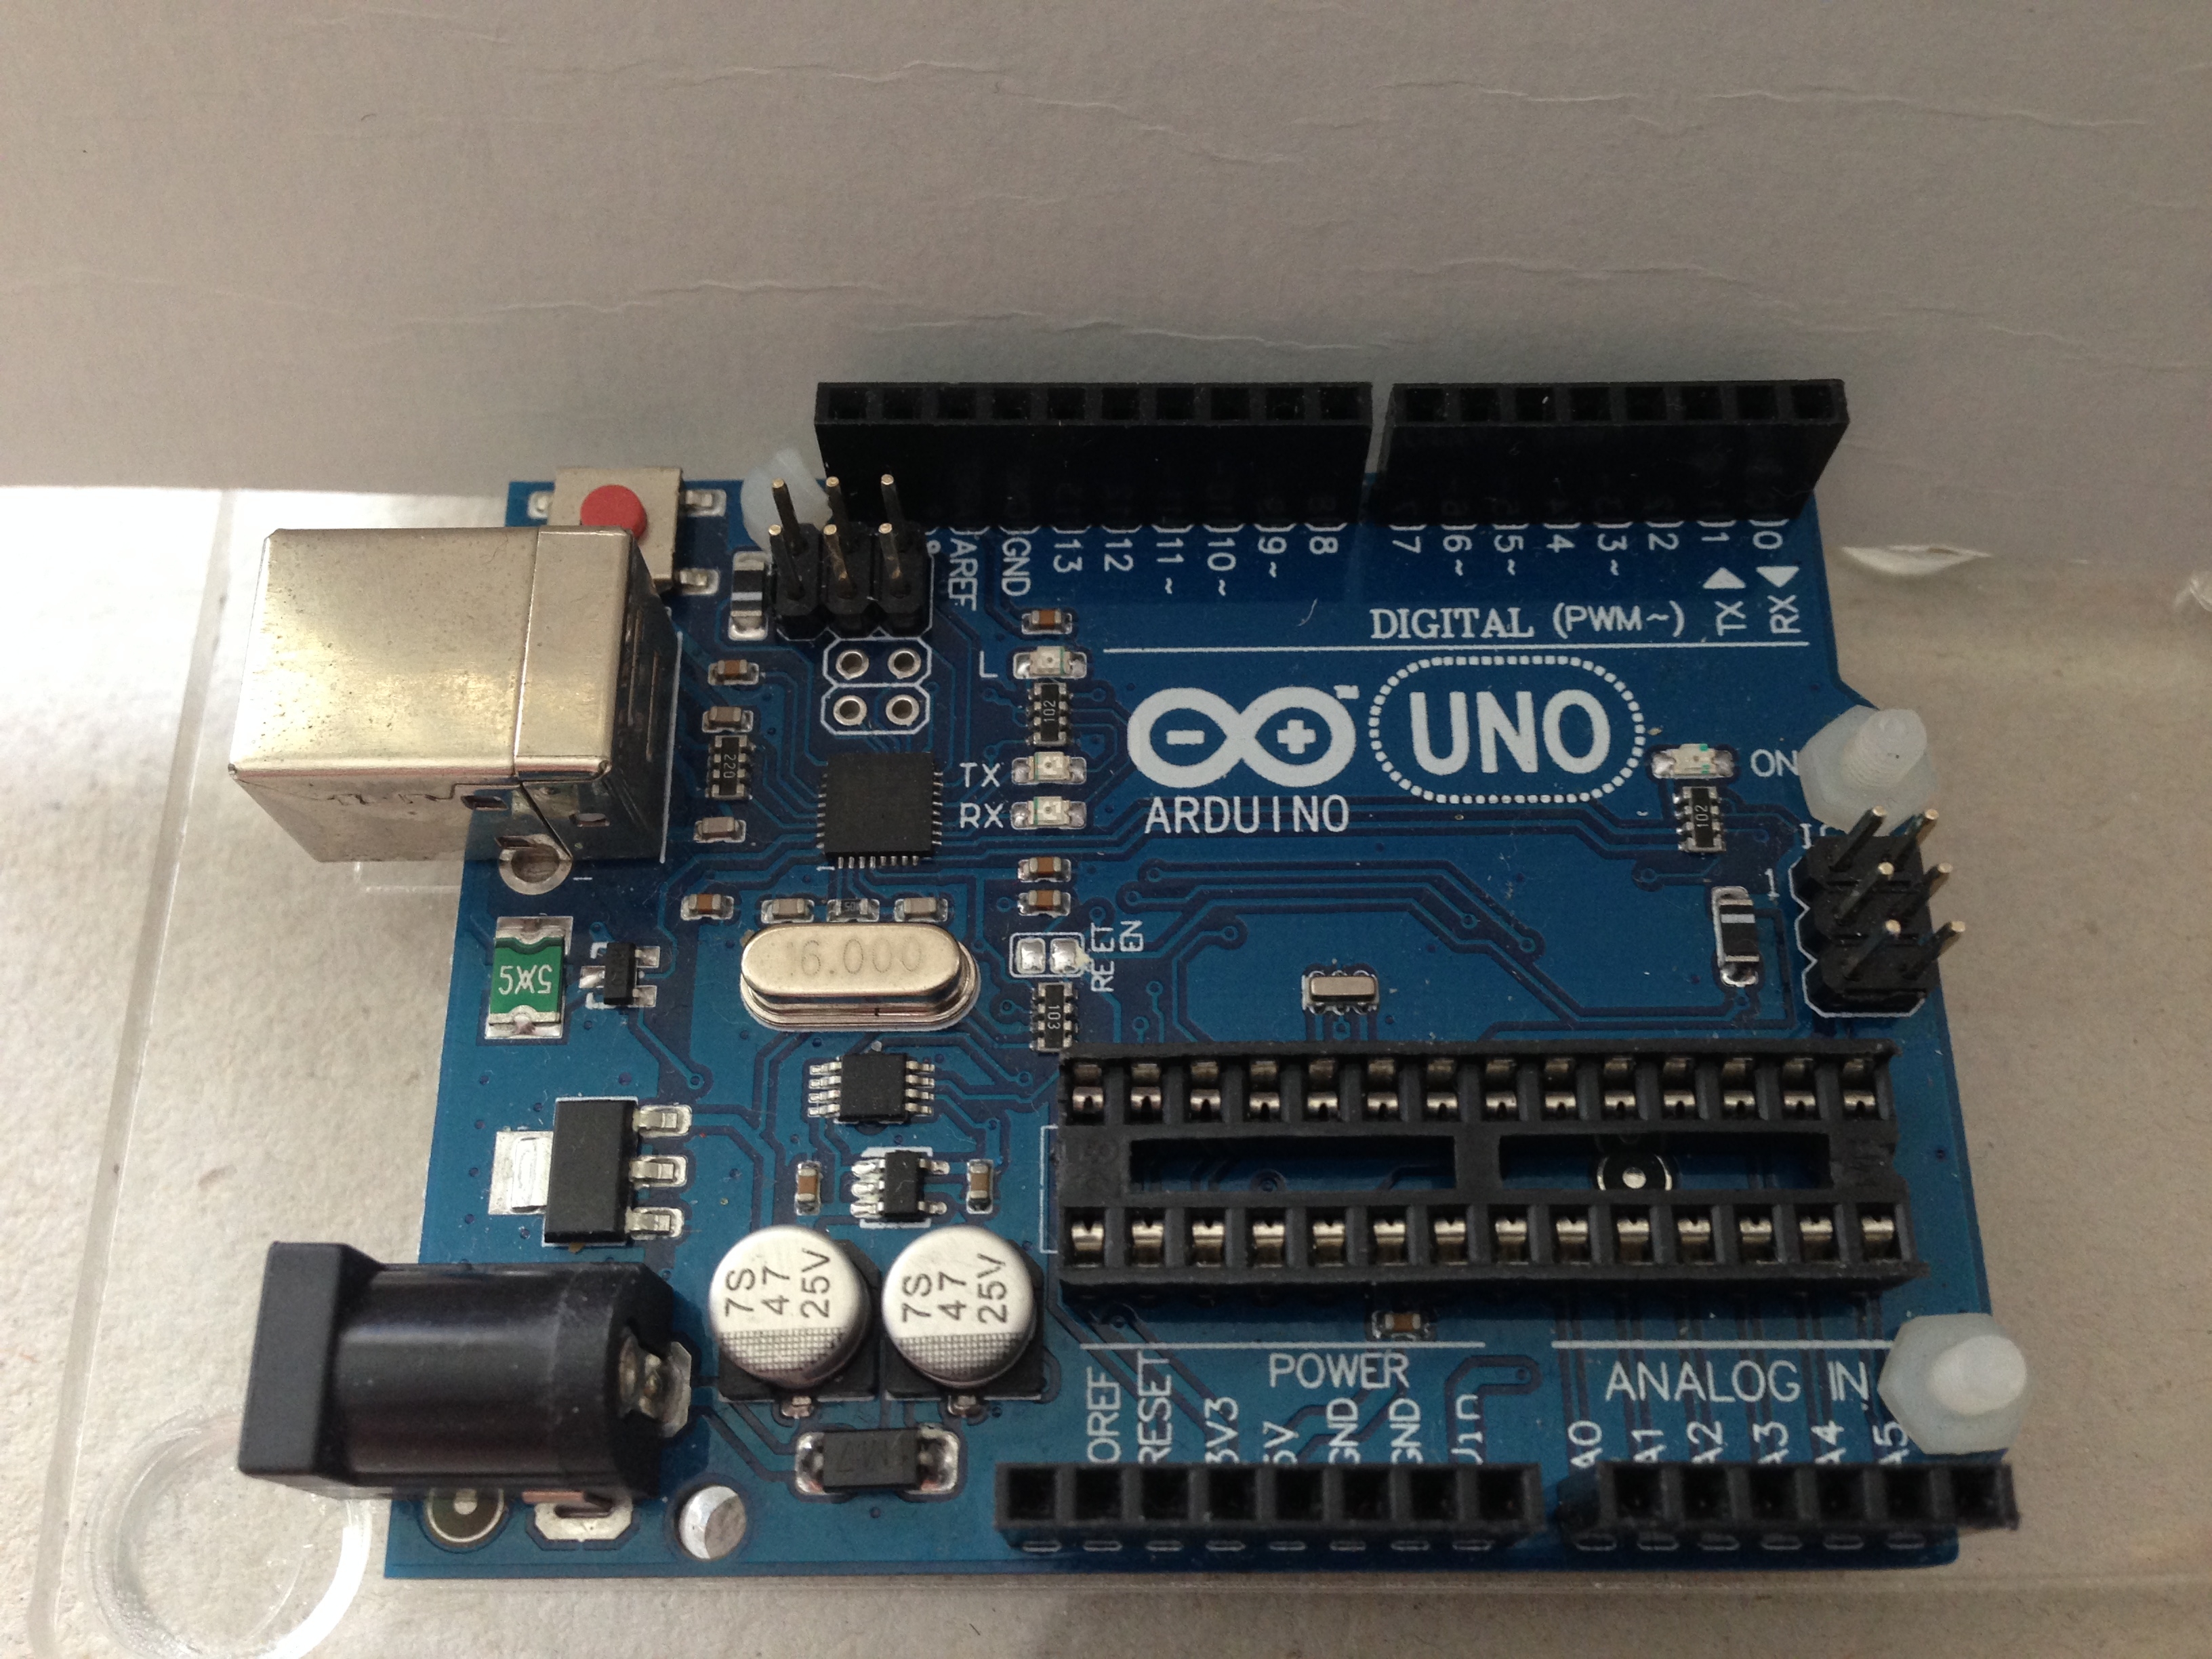 AREF
GND
13
12
11~
10~
9~
8
7
6~
5~
4
3~
2
1
0
TX
RX
DIGITAL (PWM~)
L
102
220
TX
RX
ARDUINO
UNO
ON
102
1
1
16.000
RESET
EN
103
7S
47
25V
7S
47
25V
POWER
ANALOG IN
RESET
3V3
5V
GND
GND
Vin
A0
A1
A2
A3
A4
A5